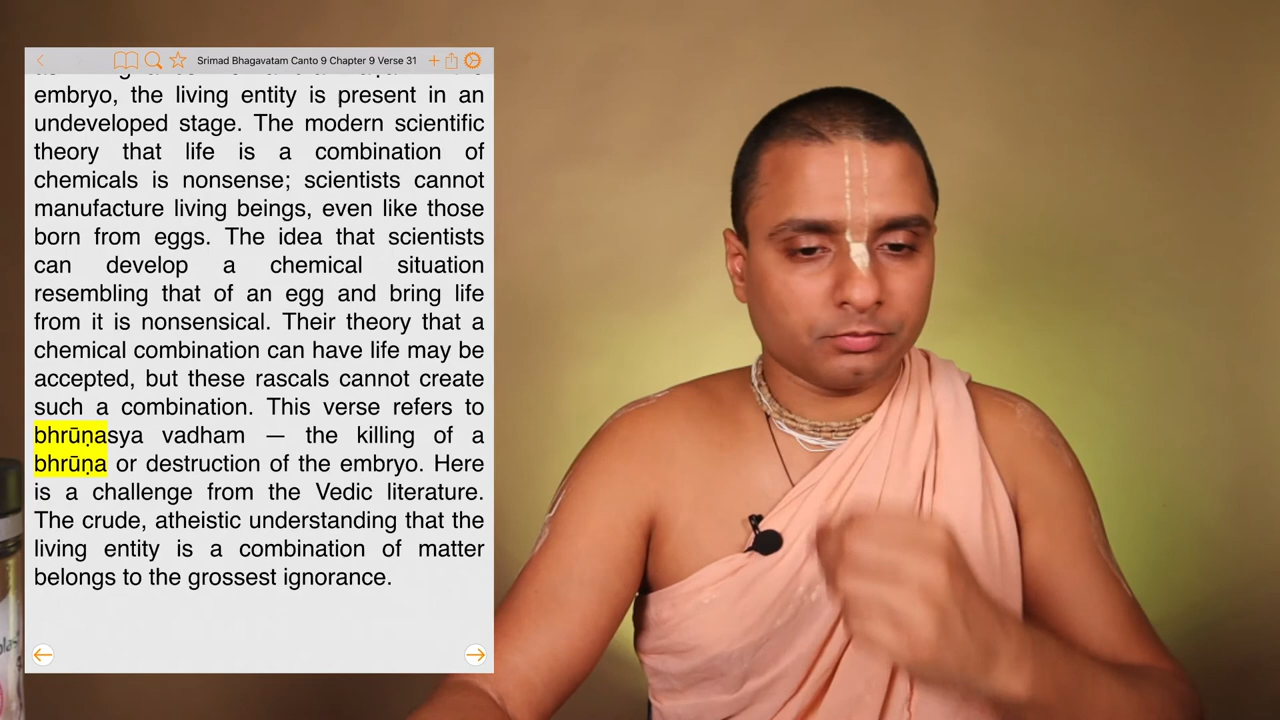 Srimad Bhagavatam Canto 9 Chapter 9 Verse 31
embryo, the living entity is present in an
undeveloped stage. The modern scientific
theory that life is a combination of
chemicals is nonsense; scientists cannot
manufacture living beings, even like those
born from eggs. The idea that scientists
can develop a chemical situation
resembling that of an egg and bring life
from it is nonsensical. Their theory that a
chemical combination can have life may be
accepted, but these rascals cannot create
such a combination. This verse refers to
bhrūṇasya vadham — the killing of a
bhrūṇa or destruction of the embryo. Here
is a challenge from the Vedic literature.
The crude, atheistic understanding that the
living entity is a combination of matter
belongs to the grossest ignorance.